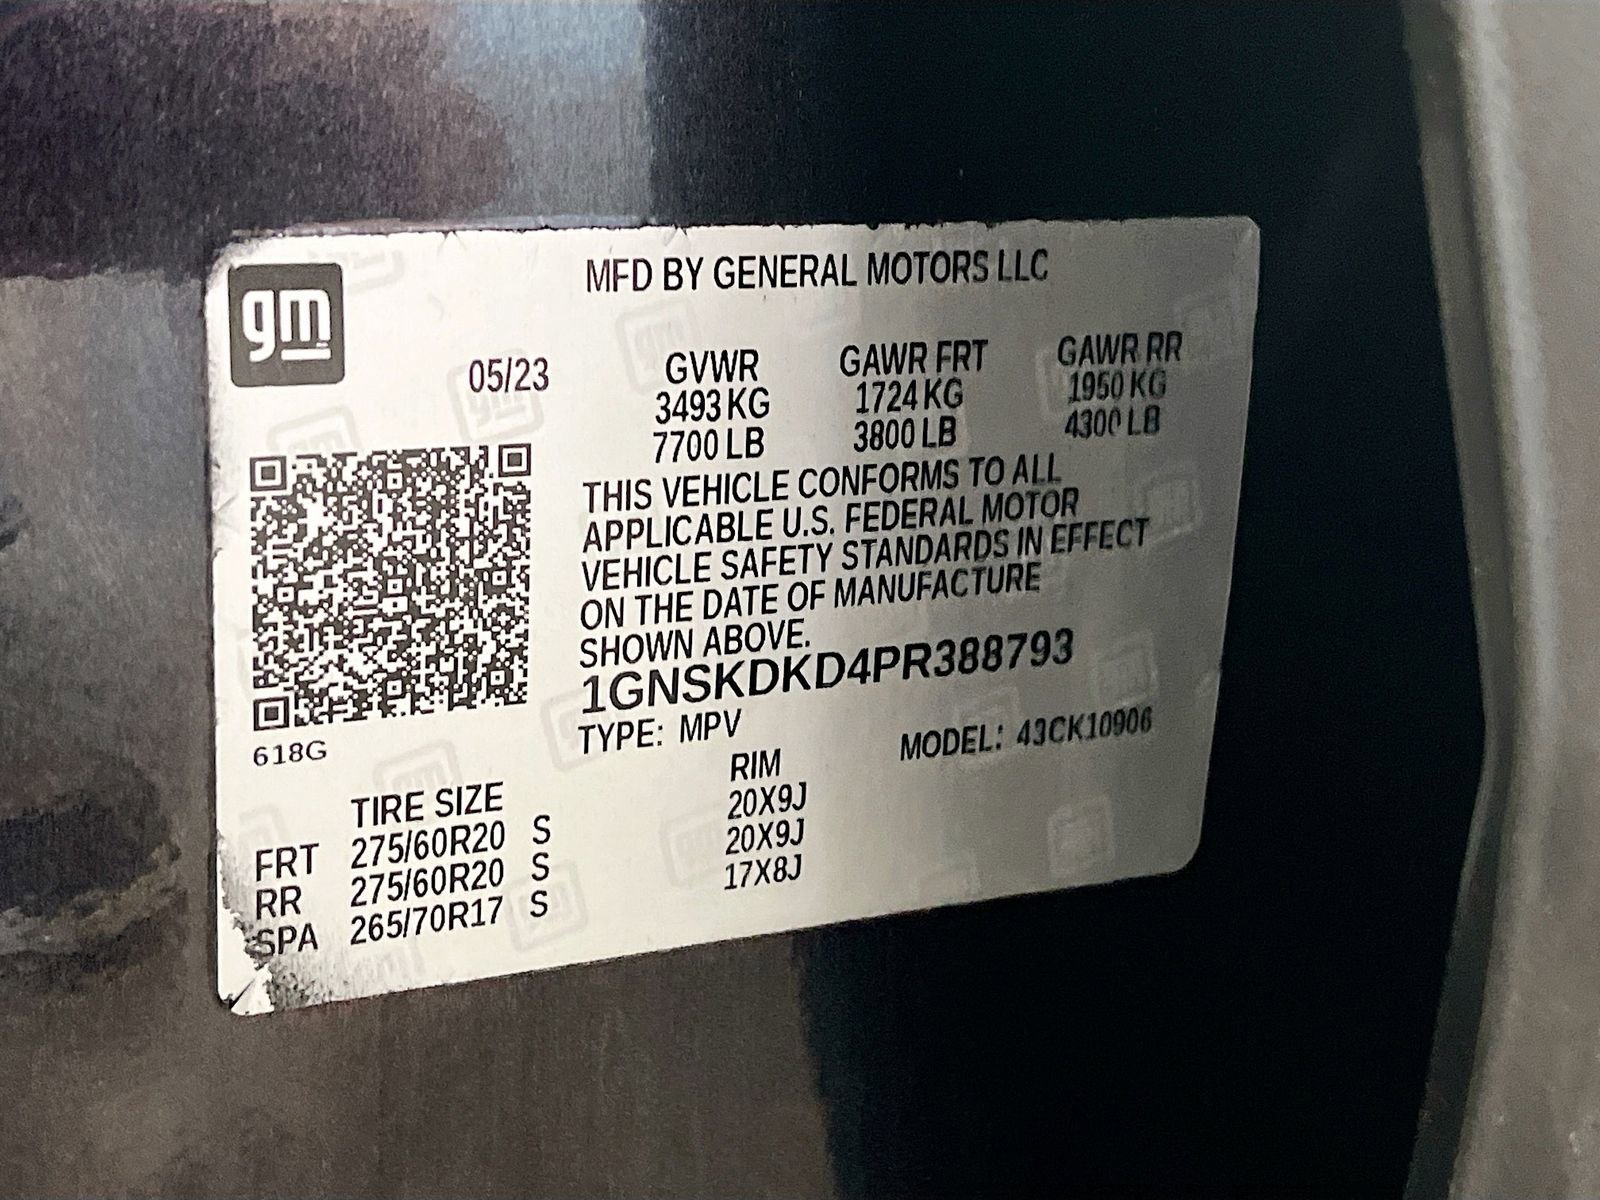 gm
MFD BY GENERAL MOTORS LLC
05/23 GVWR GAWR FRT GAWR RR
3493 KG 1724 KG 1950 KG
7700 LB 3800 LB 4300 LB
THIS VEHICLE CONFORMS TO ALL
APPLICABLE U.S. FEDERAL MOTOR
VEHICLE SAFETY STANDARDS IN EFFECT
ON THE DATE OF MANUFACTURE
SHOWN ABOVE.
1GNSKDKD4PR388793
TYPE: MPV MODEL: 43CK10906
618G
TIRE SIZE RIM
FRT 275/60R20 S 20X9J
RR 275/60R20 S 20X9J
SPA 265/70R17 S 17X8J